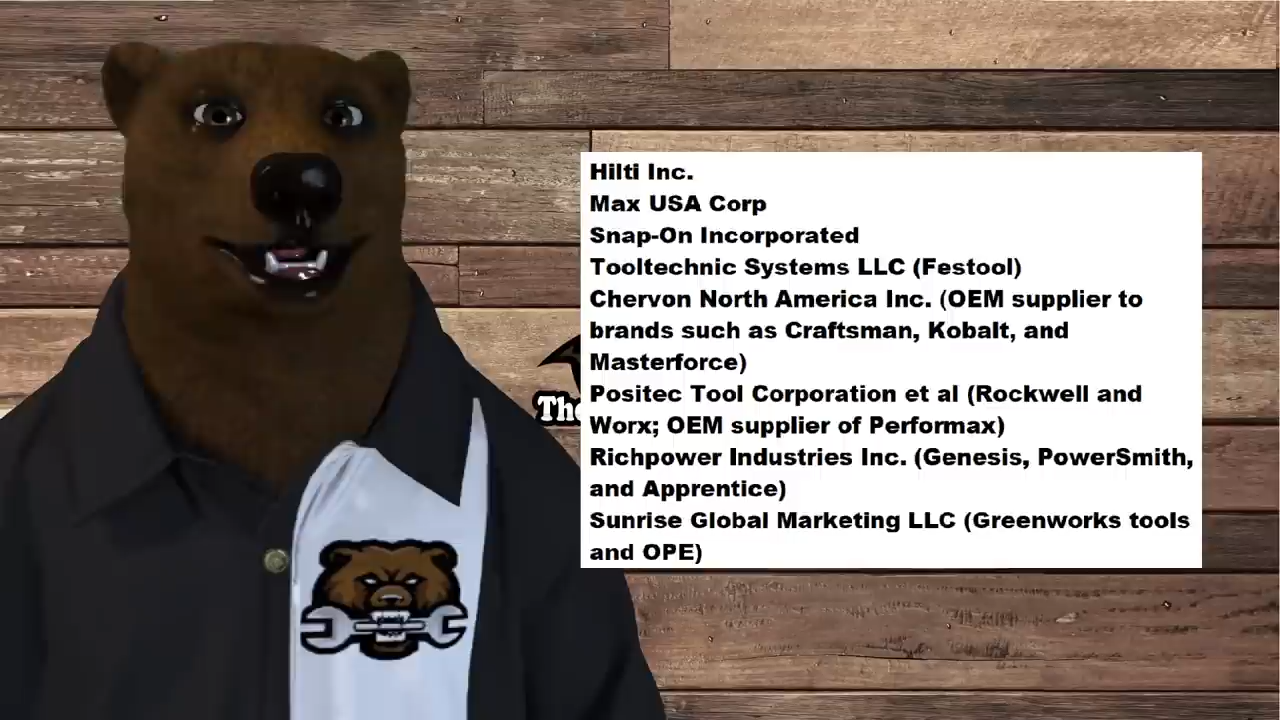 Hilti Inc.
Max USA Corp
Snap-On Incorporated
Tooltechnic Systems LLC (Festool)
Chervon North America Inc. (OEM supplier to
brands such as Craftsman, Kobalt, and
Masterforce)
Positec Tool Corporation et al (Rockwell and
Worx; OEM supplier of Performax)
Richpower Industries Inc. (Genesis, PowerSmith,
and Apprentice)
Sunrise Global Marketing LLC (Greenworks tools
and OPE)
The